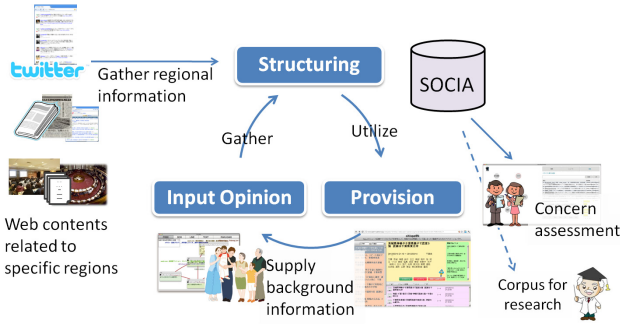 twitter
Gather regional
information
Structuring
SOCIA
Gather
Utilize
Input Opinion
Provision
Web contents
related to
specific regions
Supply
background
information
Concern
assessment
Corpus for
research